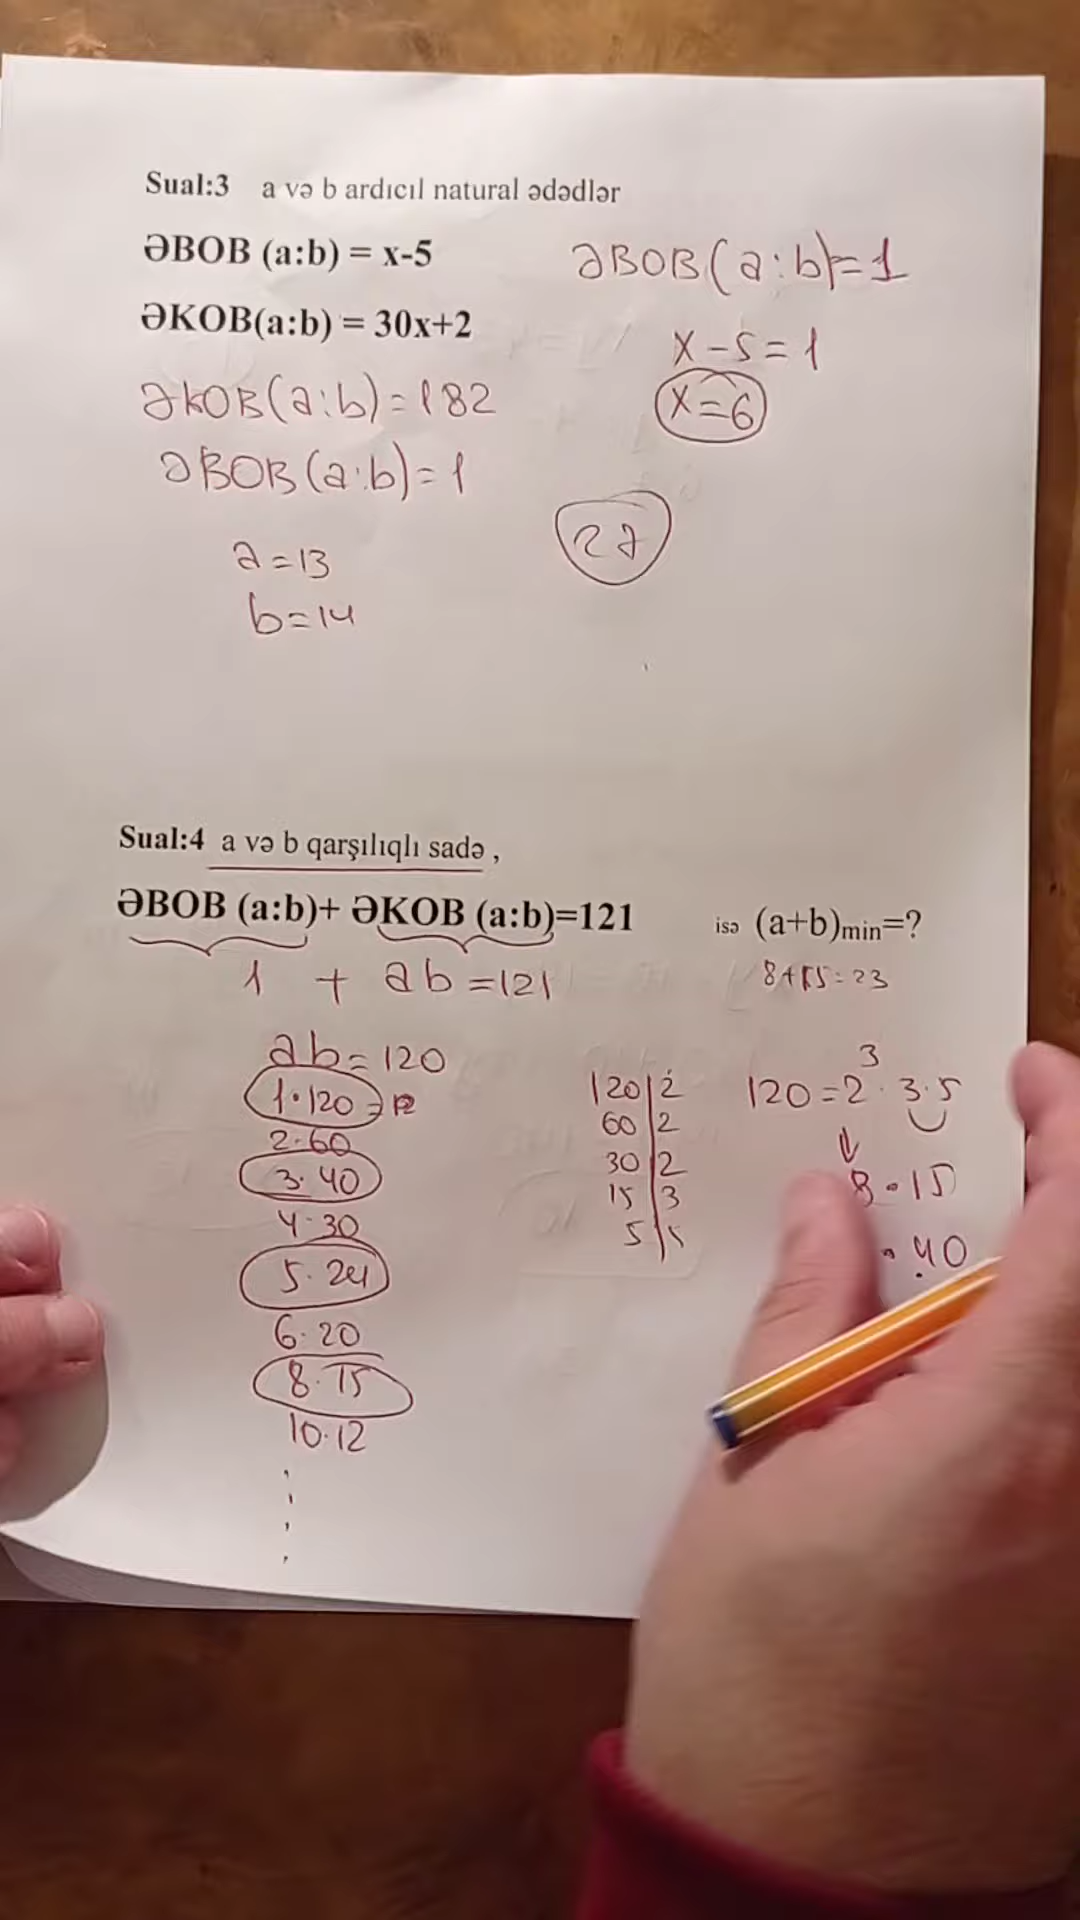 Sual:3 a və b ardıcıl natural ədədlər
ƏBOB (a:b) = x-5
ƏBOB(a:b)=1
ƏKOB(a:b) = 30x+2
x-5=1
ƏKOB(a:b)=182
x=6
ƏBOB(a:b)=1
27
a=13
b=14
Sual:4 a və b qarşılıqlı sadə ,
ƏBOB (a:b)+ ƏKOB (a:b)=121 isə (a+b)min=?
1 + ab=121
8+15=23
ab=120
1·120=
2·60
3·40
4·30
5·24
6·20
8·15
10·12
120|2
60|2
30|2
15|3
5|5
120=2³·3·5
8·15
·40